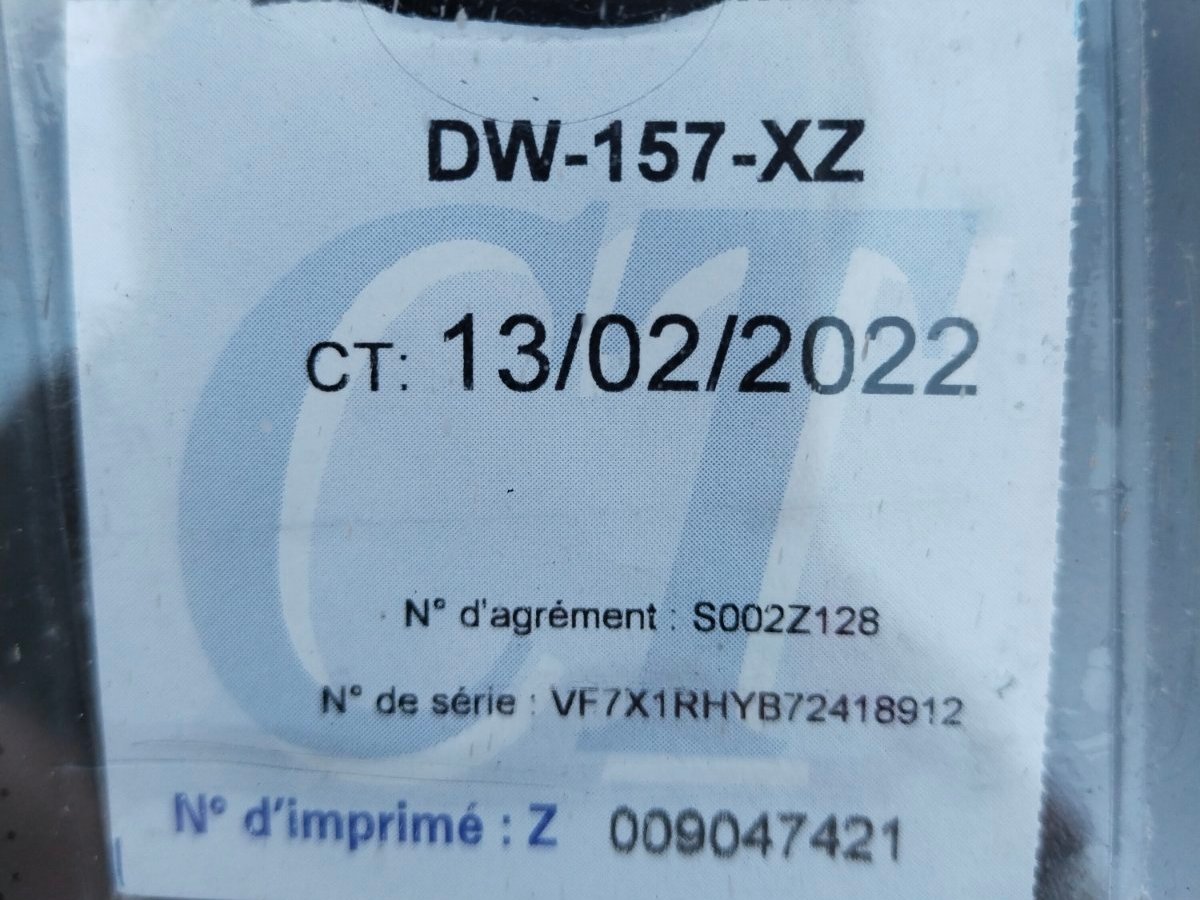 DW-157-XZ
CT: 13/02/2022
N° d'agrément : S002Z128
N° de série : VF7X1RHYB72418912
N° d'imprimé : Z 009047421